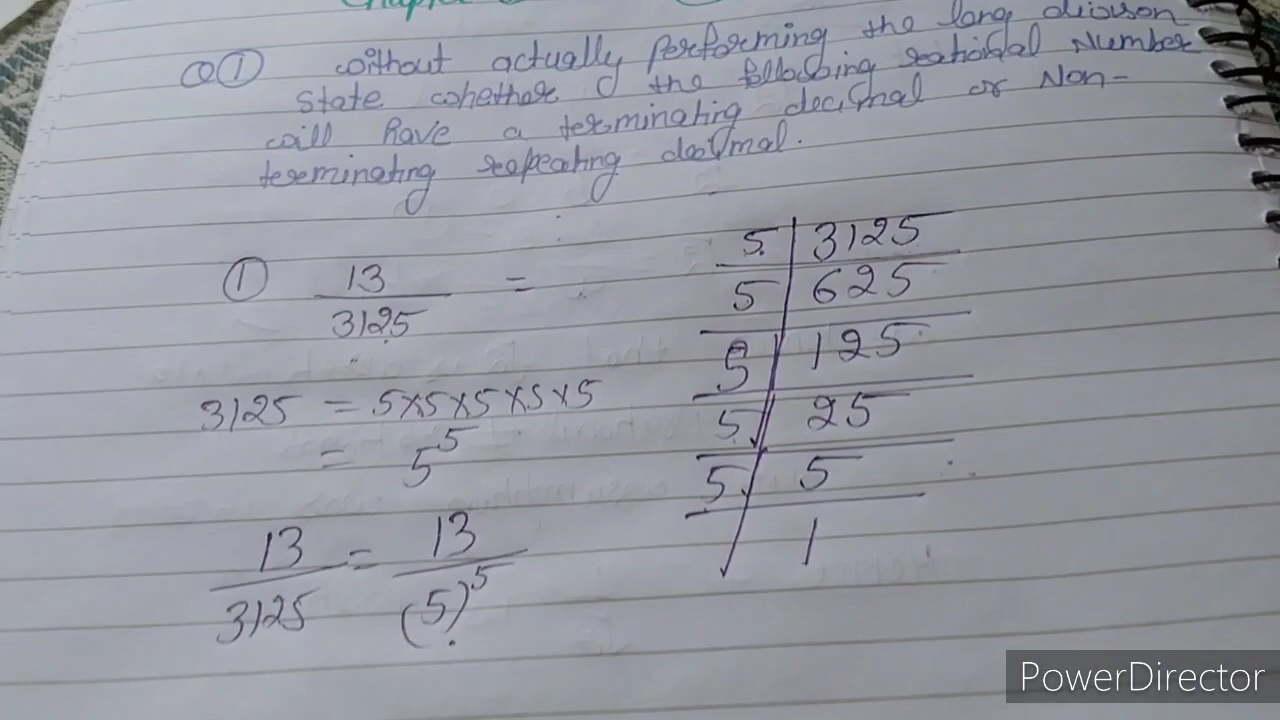 Q ① without actually performing the long divison
State whether the following rational Number
will have a terminating decimal or Non-
terminating repeating decimal.
① 13/3125 =
3125 = 5×5×5×5×5
= 5^5
13/3125 = 13/(5)^5
5 | 3125
5 | 625
5 | 125
5 | 25
5 | 5
1
PowerDirector